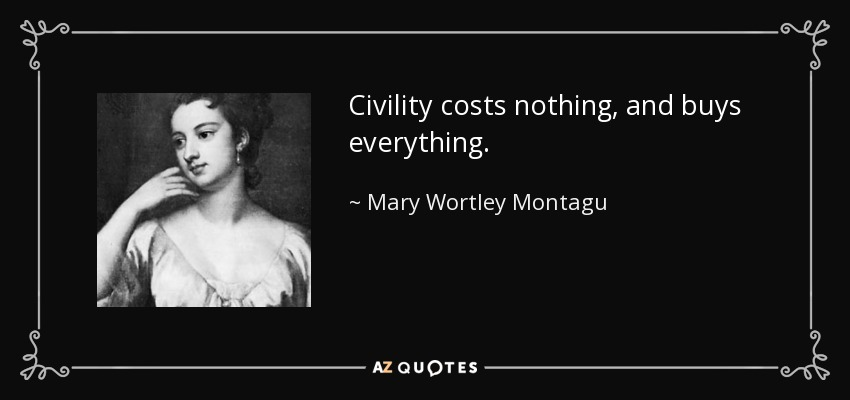 Civility costs nothing, and buys
everything.
~ Mary Wortley Montagu
AZ QUOTES